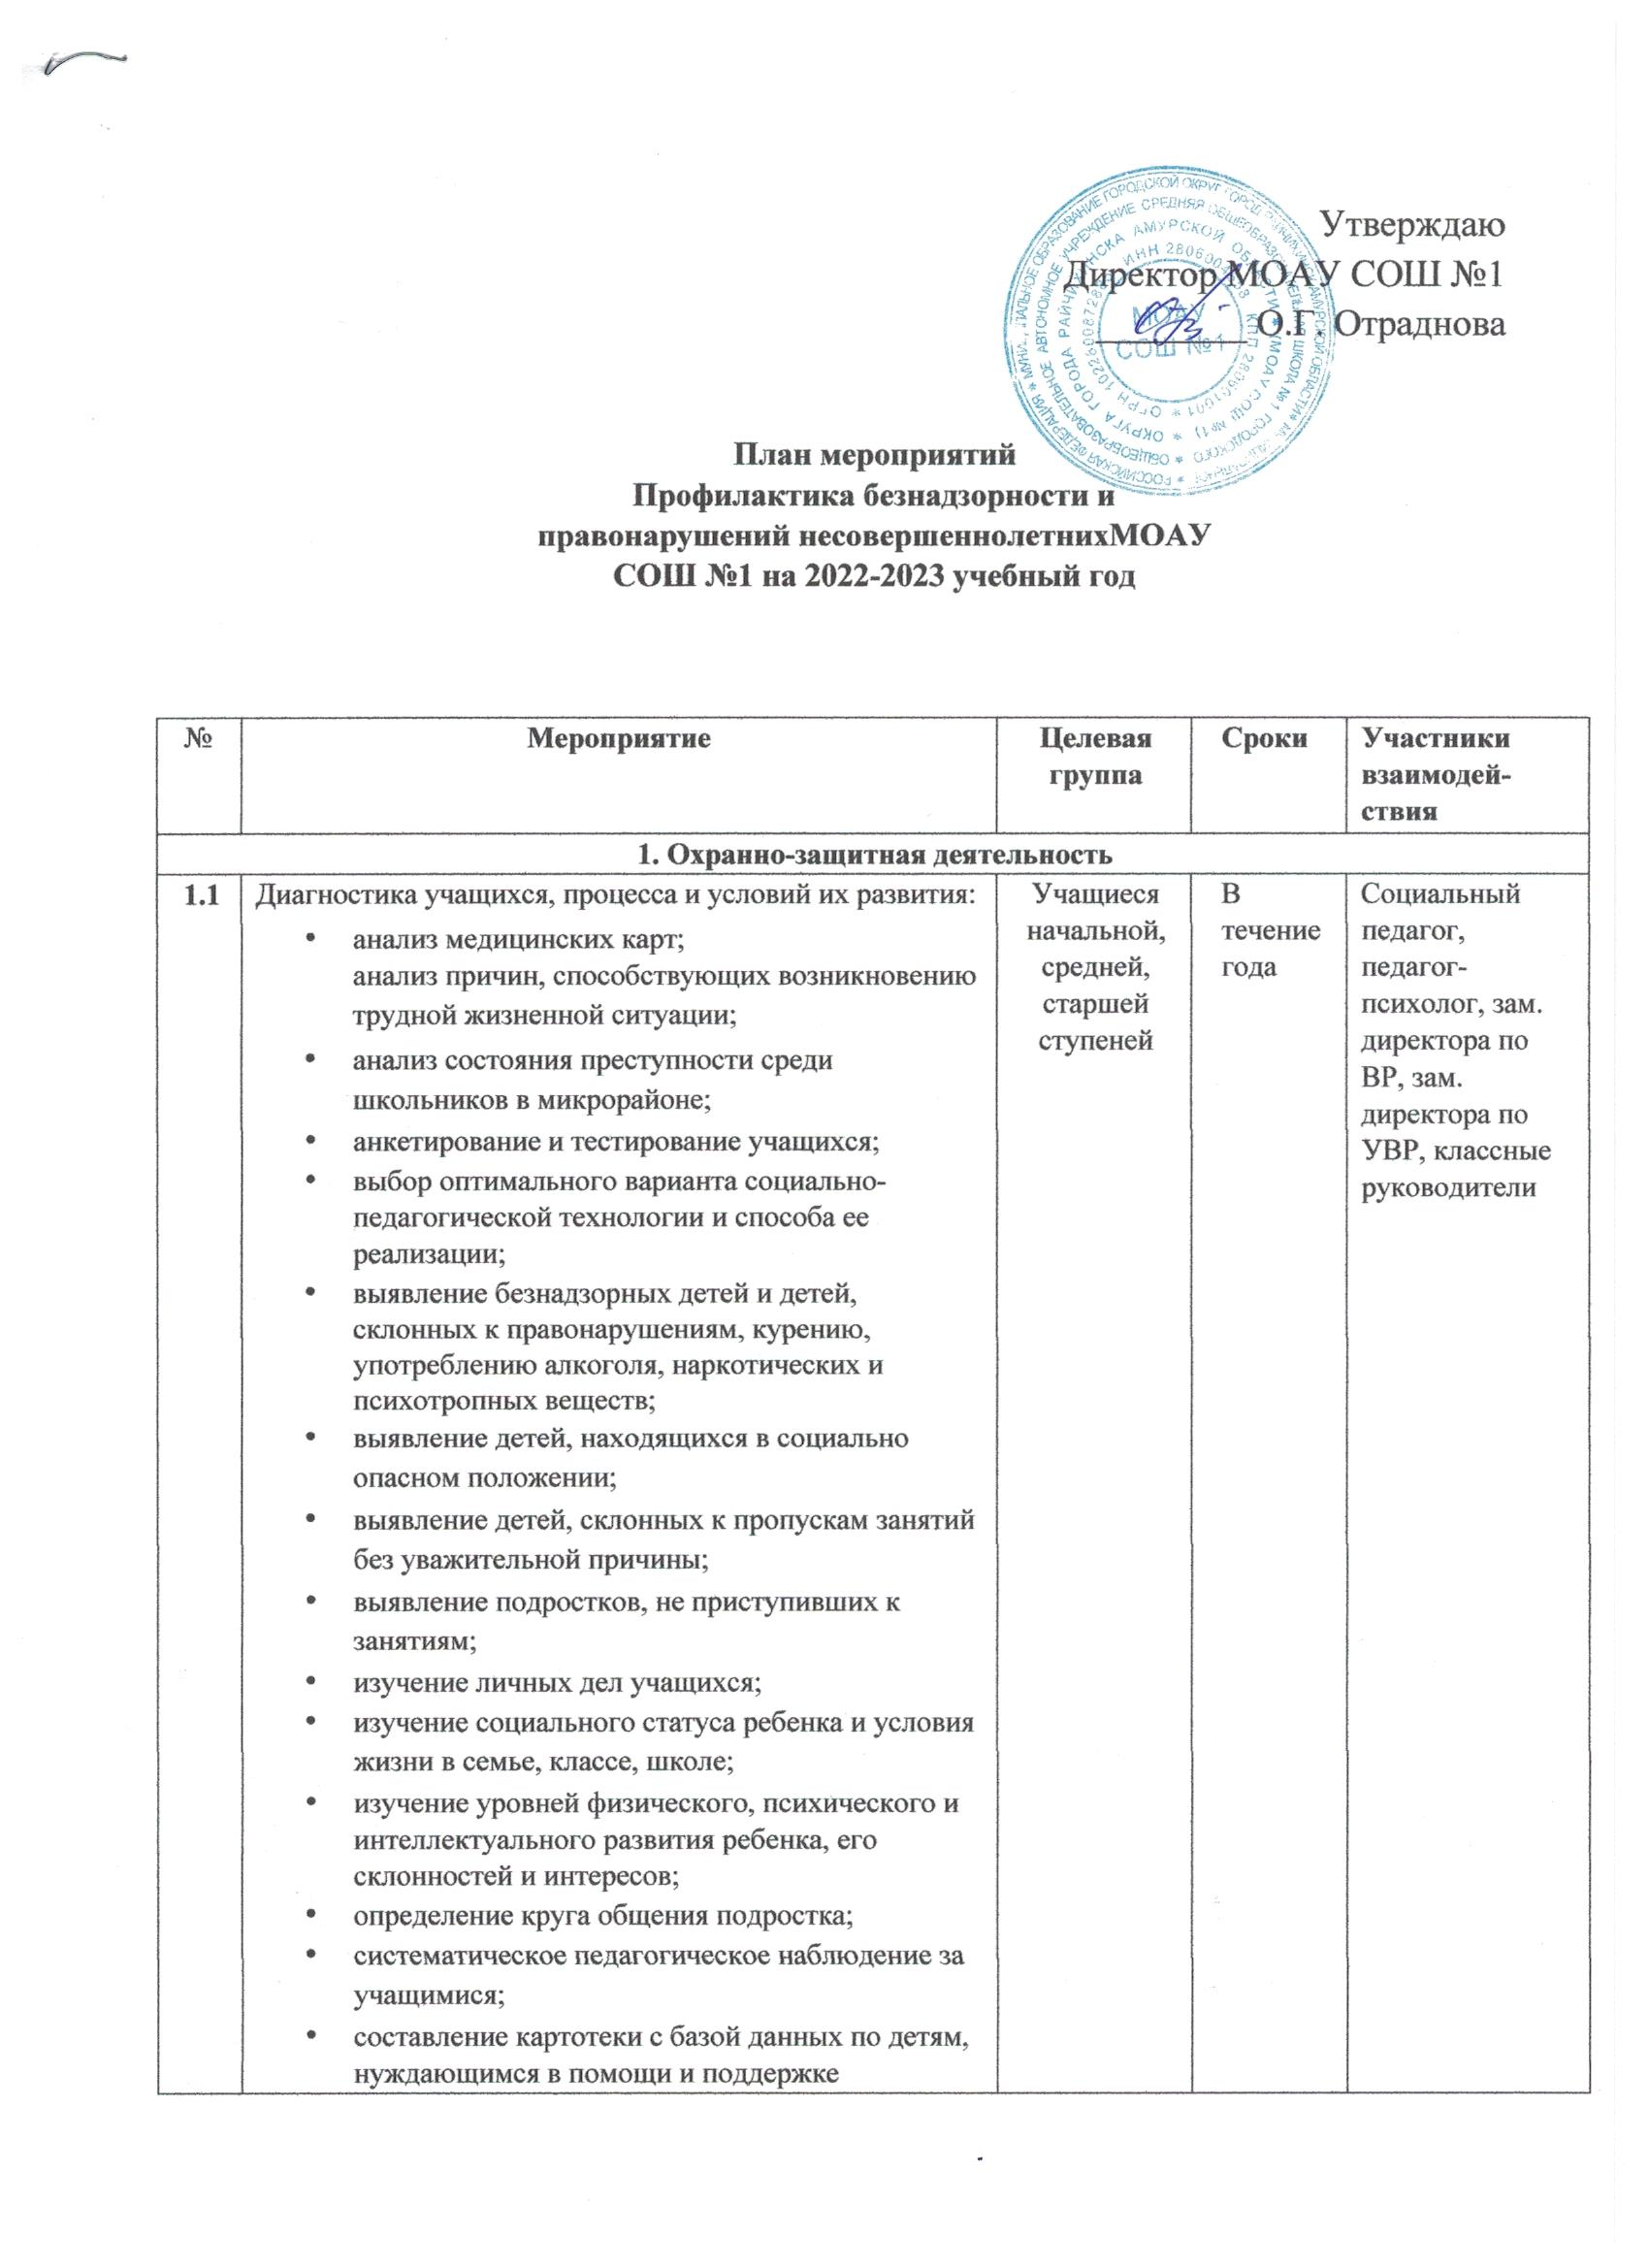 Утверждаю
Директор МОАУ СОШ №1
О.Г. Отраднова
МОАУ
СОШ №1
План мероприятий
Профилактика безнадзорности и
правонарушений несовершеннолетнихМОАУ
СОШ №1 на 2022-2023 учебный год
№
Мероприятие
Целевая
группа
Сроки
Участники
взаимодей-
ствия
1. Охранно-защитная деятельность
1.1
Диагностика учащихся, процесса и условий их развития:
• анализ медицинских карт;
анализ причин, способствующих возникновению
трудной жизненной ситуации;
• анализ состояния преступности среди
школьников в микрорайоне;
• анкетирование и тестирование учащихся;
• выбор оптимального варианта социально-
педагогической технологии и способа ее
реализации;
• выявление безнадзорных детей и детей,
склонных к правонарушениям, курению,
употреблению алкоголя, наркотических и
психотропных веществ;
• выявление детей, находящихся в социально
опасном положении;
• выявление детей, склонных к пропускам занятий
без уважительной причины;
• выявление подростков, не приступивших к
занятиям;
• изучение личных дел учащихся;
• изучение социального статуса ребенка и условия
жизни в семье, классе, школе;
• изучение уровней физического, психического и
интеллектуального развития ребенка, его
склонностей и интересов;
• определение круга общения подростка;
• систематическое педагогическое наблюдение за
учащимися;
• составление картотеки с базой данных по детям,
нуждающимся в помощи и поддержке
Учащиеся
начальной,
средней,
старшей
ступеней
В
течение
года
Социальный
педагог,
педагог-
психолог, зам.
директора по
ВР, зам.
директора по
УВР, классные
руководители